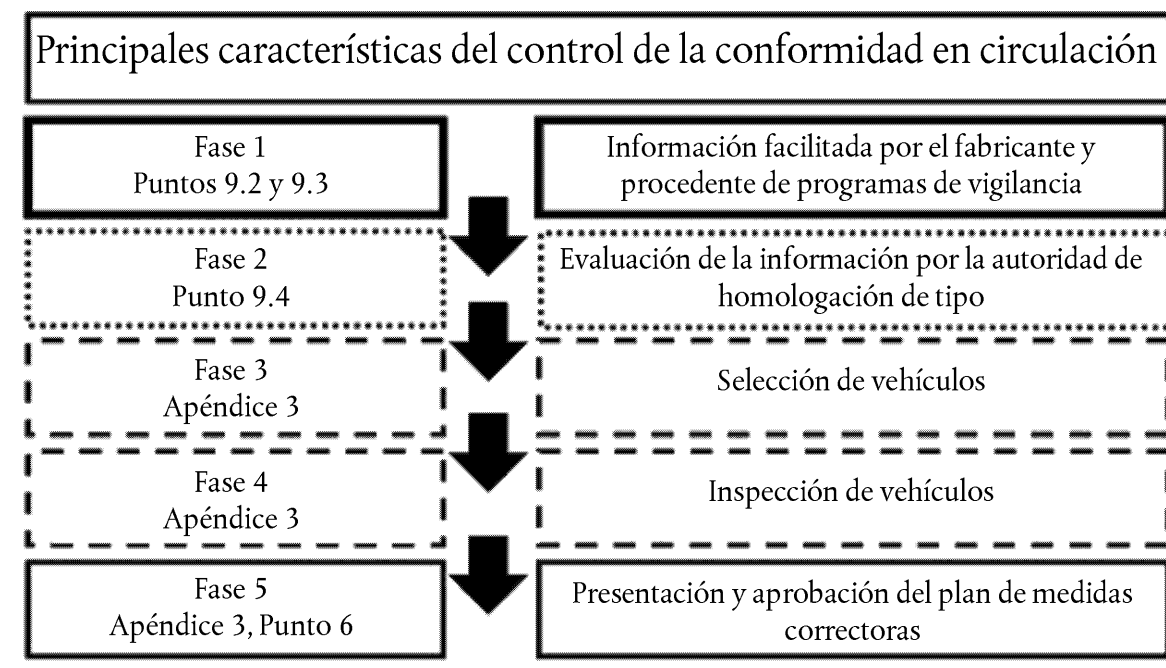 Principales características del control de la conformidad en circulación
Fase 1
Puntos 9.2 y 9.3
Información facilitada por el fabricante y
procedente de programas de vigilancia
Fase 2
Punto 9.4
Evaluación de la información por la autoridad de
homologación de tipo
Fase 3
Apéndice 3
Selección de vehículos
Fase 4
Apéndice 3
Inspección de vehículos
Fase 5
Apéndice 3, Punto 6
Presentación y aprobación del plan de medidas
correctoras